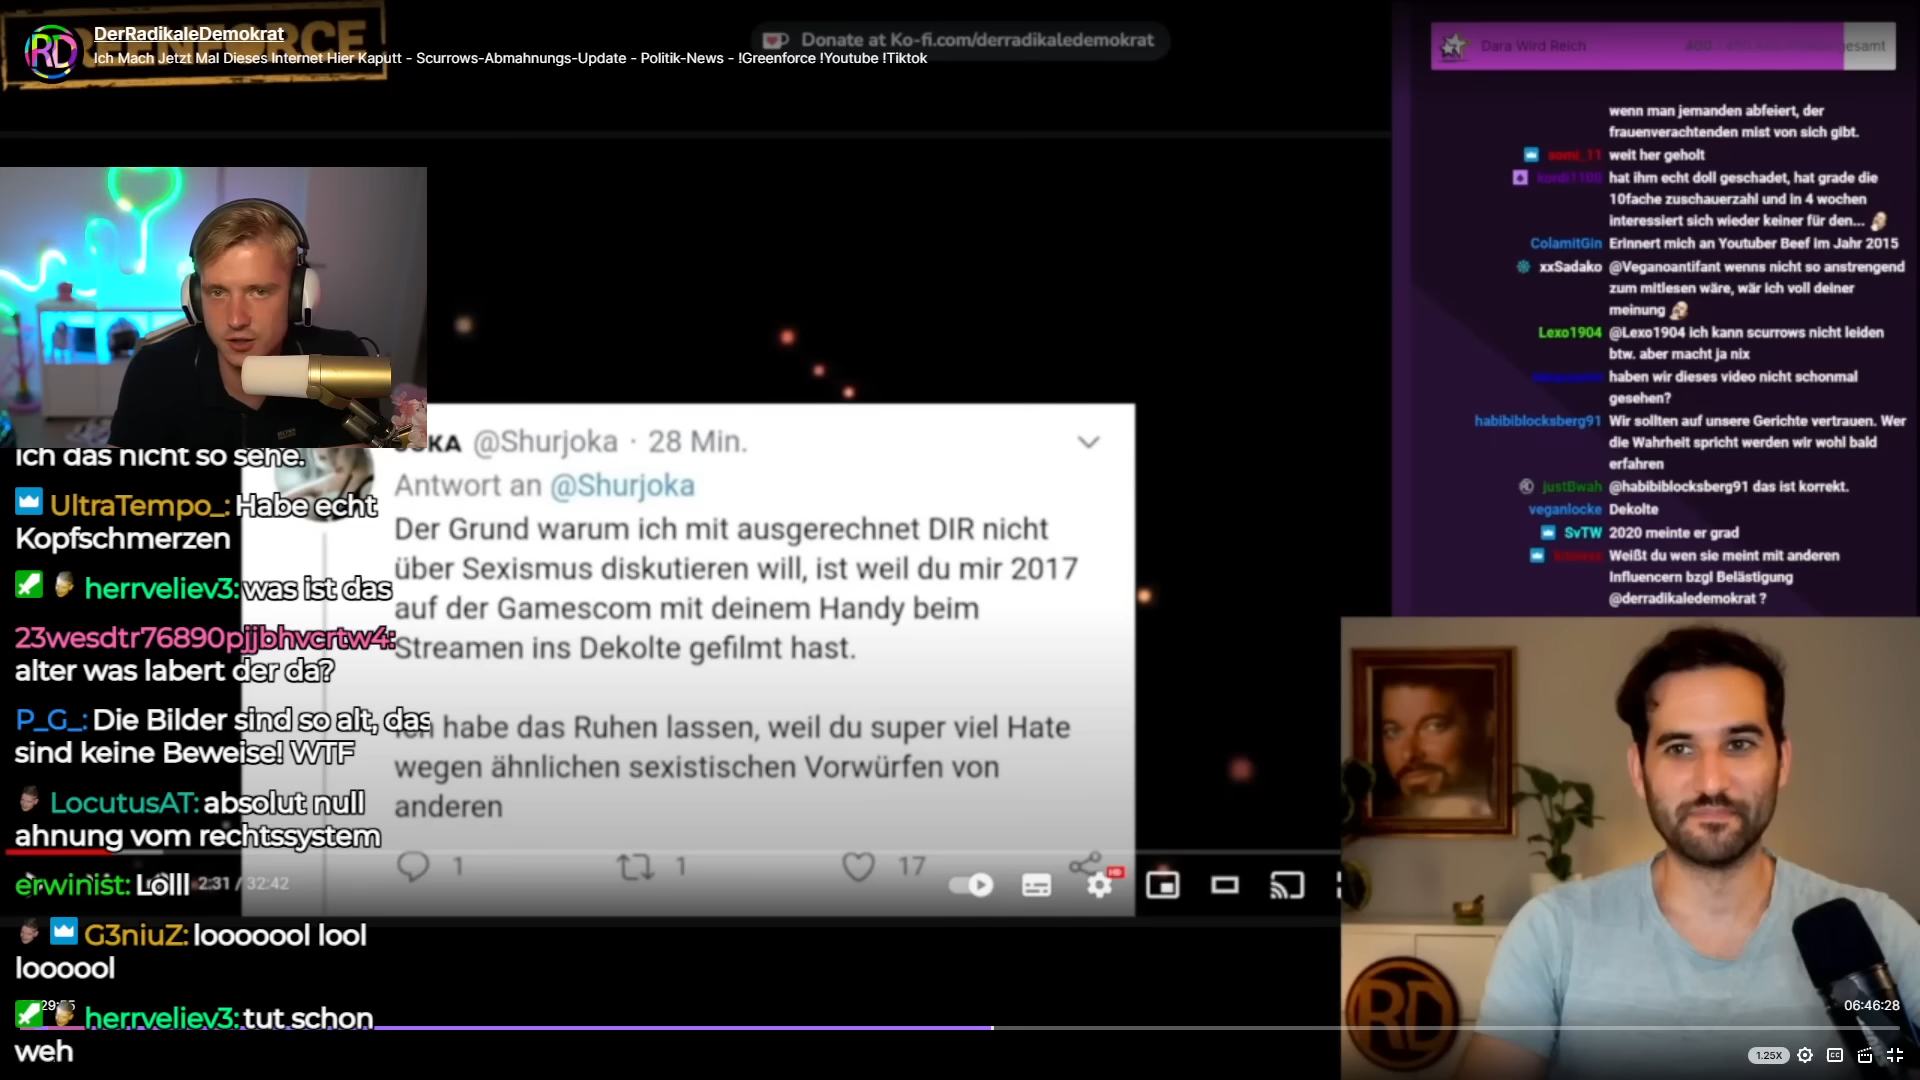 DerRadikaleDemokrat
Ich Mach Jetzt Mal Dieses Internet Hier Kaputt - Scurrows-Abmahnungs-Update - Politik-News - !Greenforce !Youtube !Tiktok
Donate at Ko-fi.com/derradikaledemokrat
Dara Wird Reich
wenn man jemanden abfeiert, der
frauenverachtenden mist von sich gibt.
somi_11 weit her geholt
kordi1100 hat ihm echt doll geschadet, hat grade die
10fache zuschauerzahl und in 4 wochen
interessiert sich wieder keiner für den...
ColamitGin Erinnert mich an Youtuber Beef im Jahr 2015
xxSadako @Veganoantifant wenns nicht so anstrengend
zum mitlesen wäre, wär ich voll deiner
meinung
Lexo1904 @Lexo1904 ich kann scurrows nicht leiden
btw. aber macht ja nix
haben wir dieses video nicht schonmal
gesehen?
habibiblocksberg91 Wir sollten auf unsere Gerichte vertrauen. Wer
die Wahrheit spricht werden wir wohl bald
erfahren
justBwah @habibiblocksberg91 das ist korrekt.
veganlocke Dekolte
SvTW 2020 meinte er grad
Weißt du wen sie meint mit anderen
Influencern bzgl Belästigung
@derradikaledemokrat ?
@Shurjoka · 28 Min.
Antwort an @Shurjoka
Der Grund warum ich mit ausgerechnet DIR nicht
über Sexismus diskutieren will, ist weil du mir 2017
auf der Gamescom mit deinem Handy beim
Streamen ins Dekolte gefilmt hast.
Ich habe das Ruhen lassen, weil du super viel Hate
wegen ähnlichen sexistischen Vorwürfen von
anderen
1 1 17
2:31 / 32:42
HD
ich das nicht so sehe.
UltraTempo_: Habe echt
Kopfschmerzen
herrveliev3: was ist das
23wesdtr76890pjjbhvcrtw4:
alter was labert der da?
P_G_: Die Bilder sind so alt, das
sind keine Beweise! WTF
LocutusAT: absolut null
ahnung vom rechtssystem
erwinist: Lolll
G3niuZ: looooool lool
loooool
herrveliev3: tut schon
weh
RD
06:46:28
1.25X